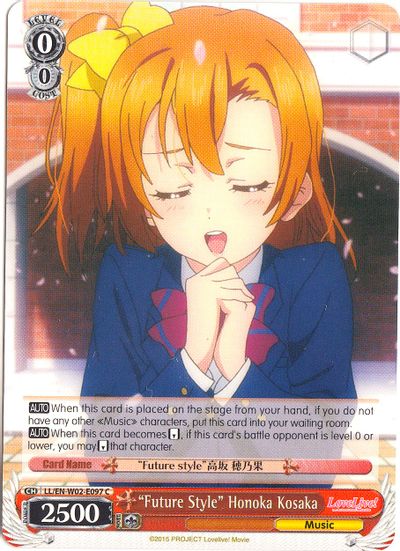 LEVEL
0
0
COST
AUTO When this card is placed on the stage from your hand, if you do not
have any other «Music» characters, put this card into your waiting room.
AUTO When this card becomes , if this card's battle opponent is level 0 or
lower, you may that character.
Card Name "Future style"高坂 穂乃果
CH LL/EN-W02-E097 C
"Future Style" Honoka Kosaka
LoveLive!
2500
Music
©2015 PROJECT Lovelive! Movie